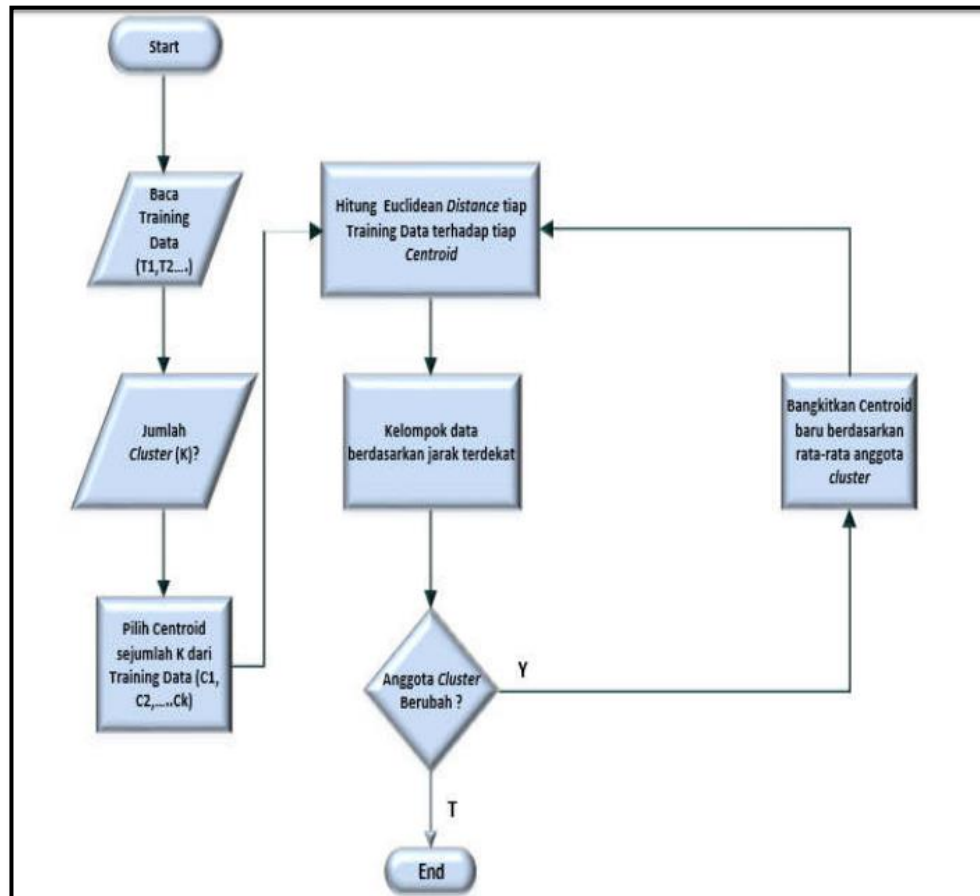 Start
Baca
Training
Data
(T1,T2....)
Jumlah
Cluster (K)?
Pilih Centroid
sejumlah K dari
Training Data (C1,
C2,.....Ck)
Hitung Euclidean Distance tiap
Training Data terhadap tiap
Centroid
Kelompok data
berdasarkan jarak terdekat
Anggota Cluster
Berubah ?
Y
Bangkitkan Centroid
baru berdasarkan
rata-rata anggota
cluster
T
End